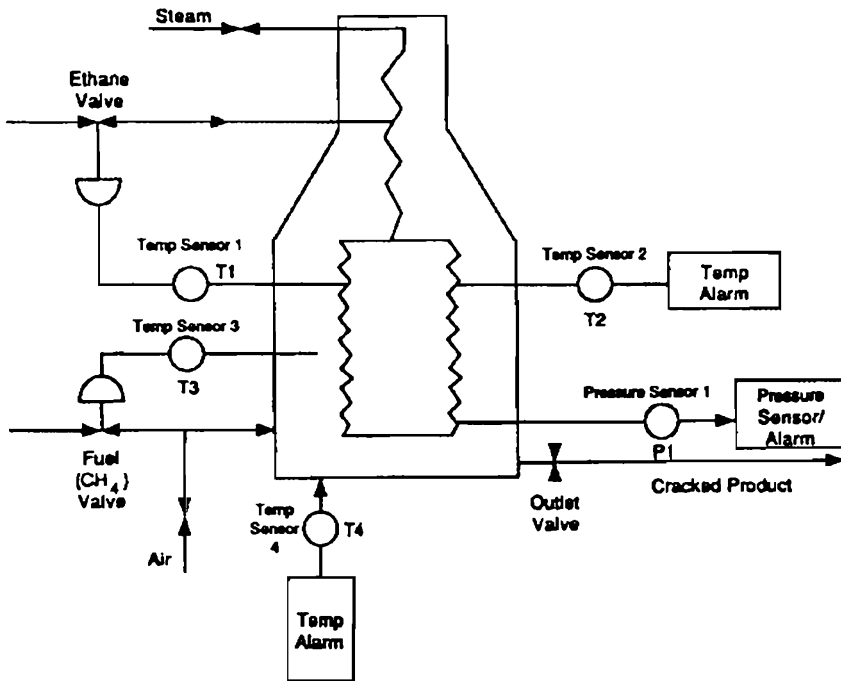 Steam
Ethane
Valve
Temp Sensor 1
T1
Temp Sensor 2
T2
Temp
Alarm
Temp Sensor 3
T3
Pressure Sensor 1
P1
Pressure
Sensor/
Alarm
Fuel
(CH4)
Valve
Air
Temp
Sensor
4
T4
Temp
Alarm
Outlet
Valve
Cracked Product